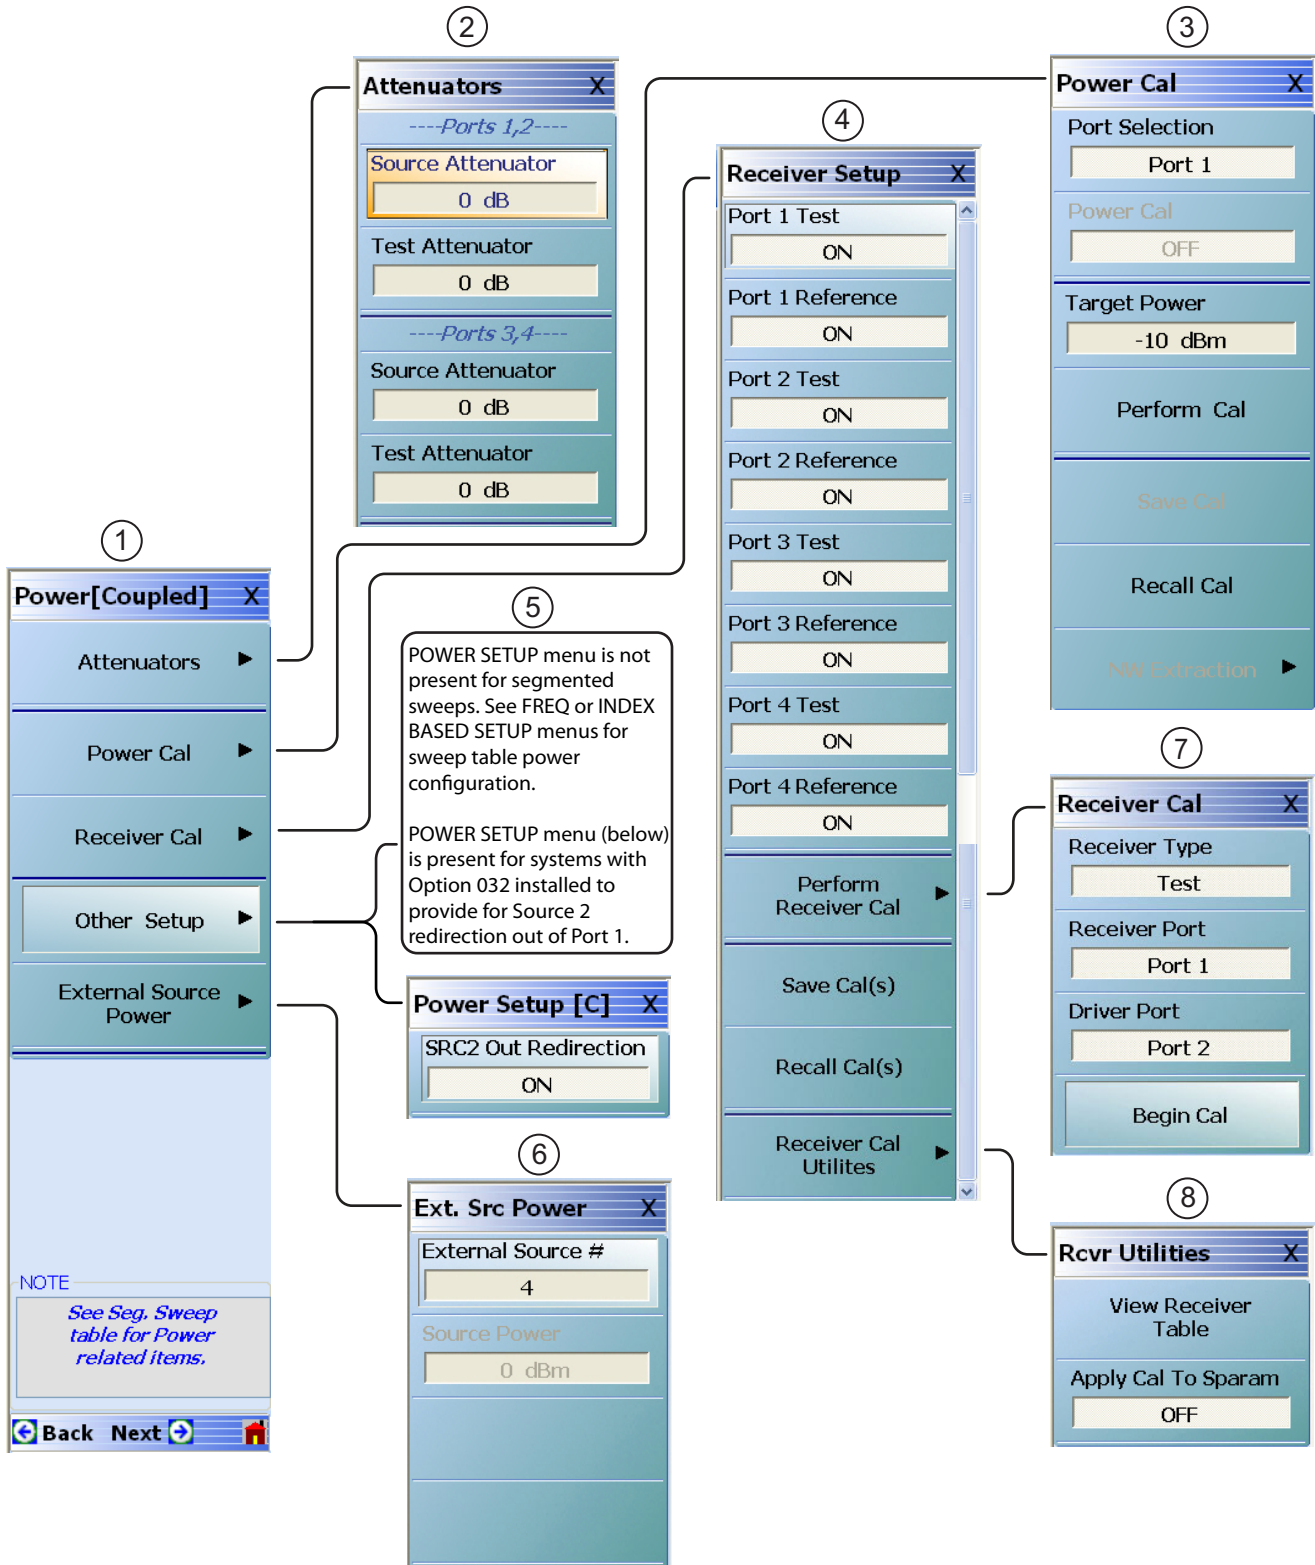 1
Power[Coupled] X
Attenuators
Power Cal
Receiver Cal
Other Setup
External Source
Power
NOTE
See Seg. Sweep
table for Power
related items.
Back Next
2
Attenuators X
----Ports 1,2----
Source Attenuator
0 dB
Test Attenuator
0 dB
----Ports 3,4----
Source Attenuator
0 dB
Test Attenuator
0 dB
3
Power Cal X
Port Selection
Port 1
Power Cal
OFF
Target Power
-10 dBm
Perform Cal
Save Cal
Recall Cal
NW Extraction
4
Receiver Setup X
Port 1 Test
ON
Port 1 Reference
ON
Port 2 Test
ON
Port 2 Reference
ON
Port 3 Test
ON
Port 3 Reference
ON
Port 4 Test
ON
Port 4 Reference
ON
Perform
Receiver Cal
Save Cal(s)
Recall Cal(s)
Receiver Cal
Utilites
5
POWER SETUP menu is not
present for segmented
sweeps. See FREQ or INDEX
BASED SETUP menus for
sweep table power
configuration.
POWER SETUP menu (below)
is present for systems with
Option 032 installed to
provide for Source 2
redirection out of Port 1.
Power Setup [C] X
SRC2 Out Redirection
ON
6
Ext. Src Power X
External Source #
4
Source Power
0 dBm
7
Receiver Cal X
Receiver Type
Test
Receiver Port
Port 1
Driver Port
Port 2
Begin Cal
8
Rcvr Utilities X
View Receiver
Table
Apply Cal To Sparam
OFF